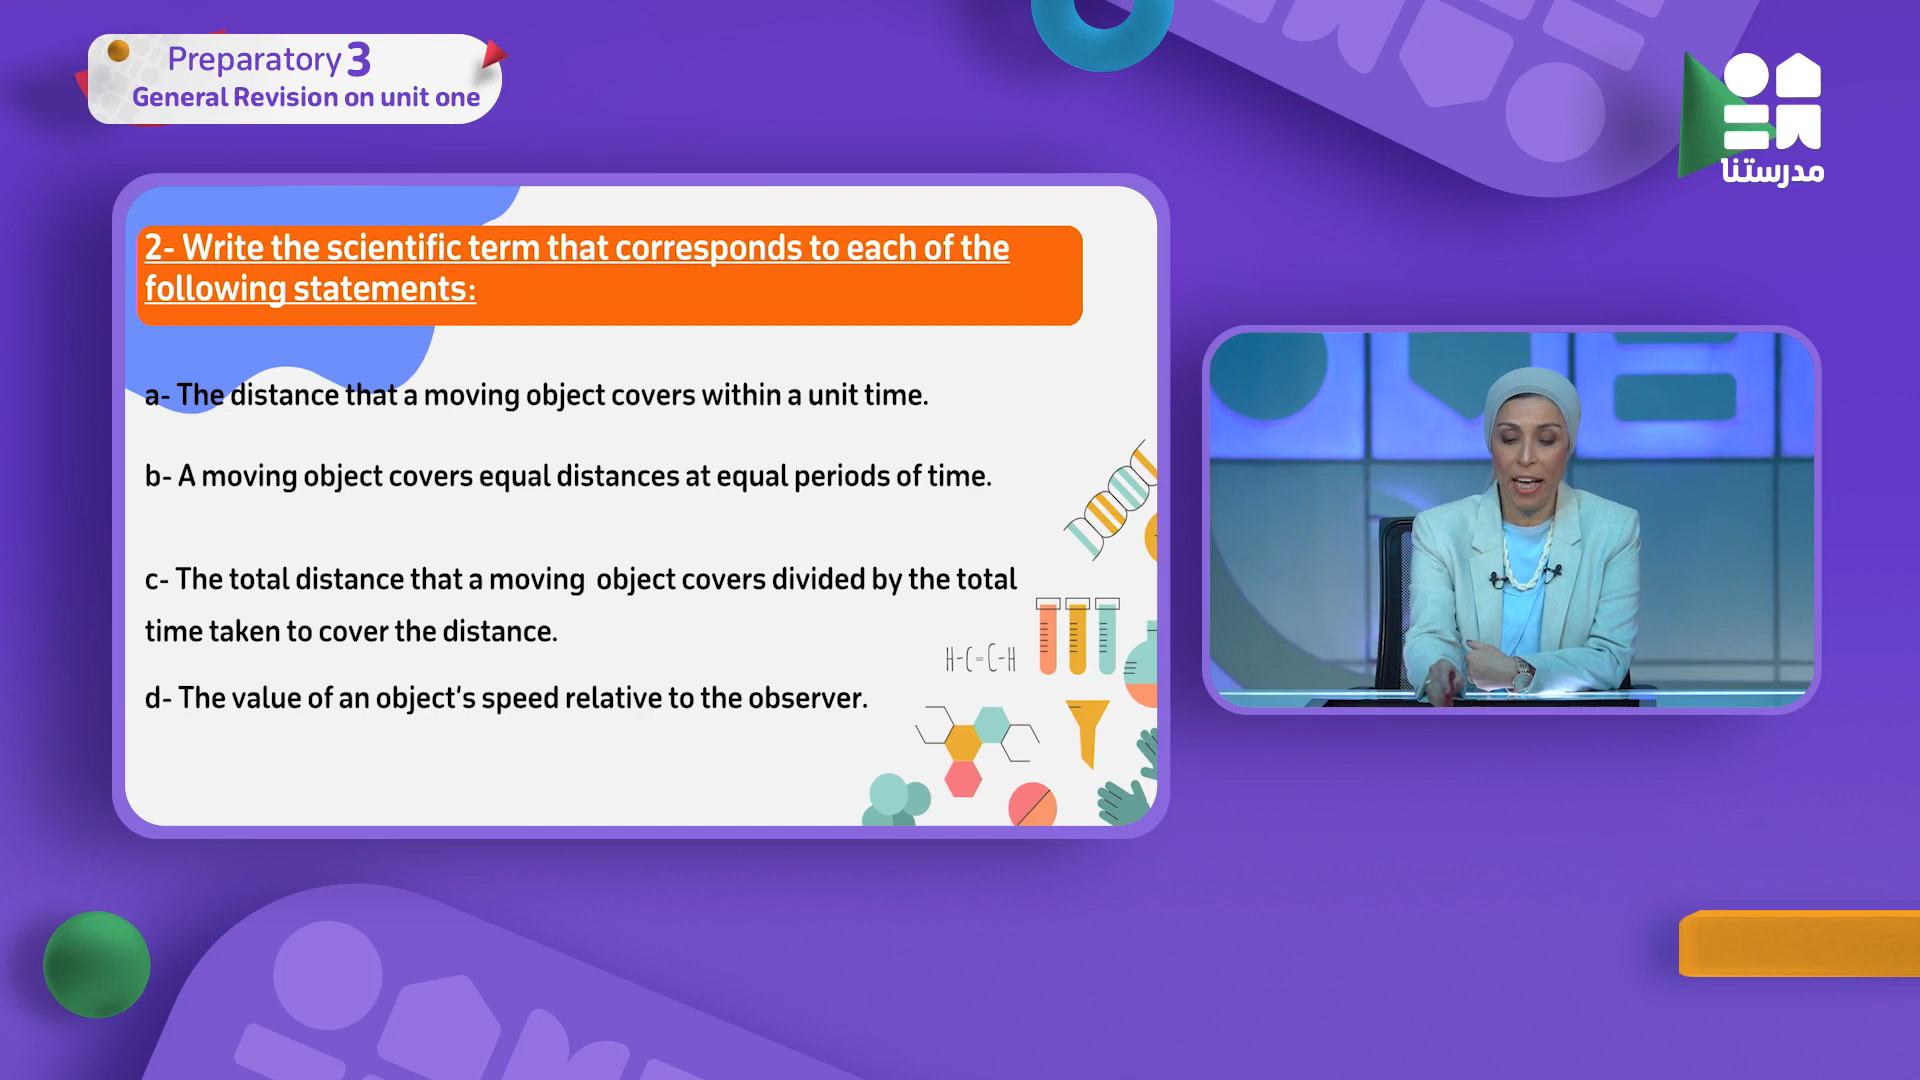 Preparatory 3
General Revision on unit one
مدرستنا
2- Write the scientific term that corresponds to each of the
following statements:
a- The distance that a moving object covers within a unit time.
b- A moving object covers equal distances at equal periods of time.
c- The total distance that a moving object covers divided by the total
time taken to cover the distance.
H-C=C-H
d- The value of an object's speed relative to the observer.